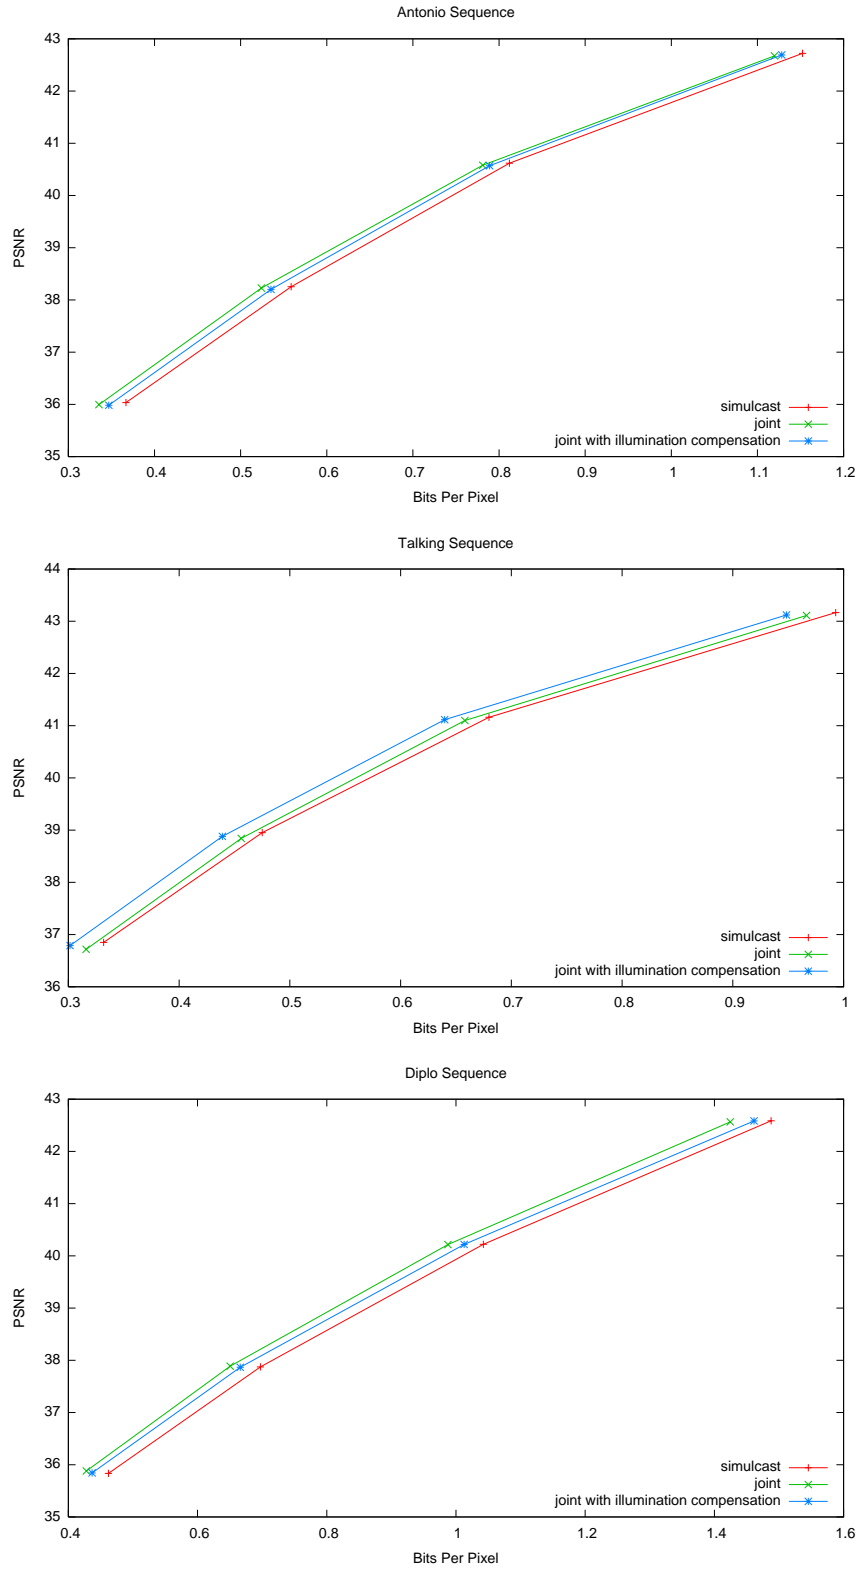 Antonio Sequence
43
42
41
40
39
38
37
36
35
PSNR
simulcast
joint
joint with illumination compensation
0.3 0.4 0.5 0.6 0.7 0.8 0.9 1 1.1 1.2
Bits Per Pixel
Talking Sequence
44
43
42
41
40
39
38
37
36
PSNR
simulcast
joint
joint with illumination compensation
0.3 0.4 0.5 0.6 0.7 0.8 0.9 1
Bits Per Pixel
Diplo Sequence
43
42
41
40
39
38
37
36
35
PSNR
simulcast
joint
joint with illumination compensation
0.4 0.6 0.8 1 1.2 1.4 1.6
Bits Per Pixel